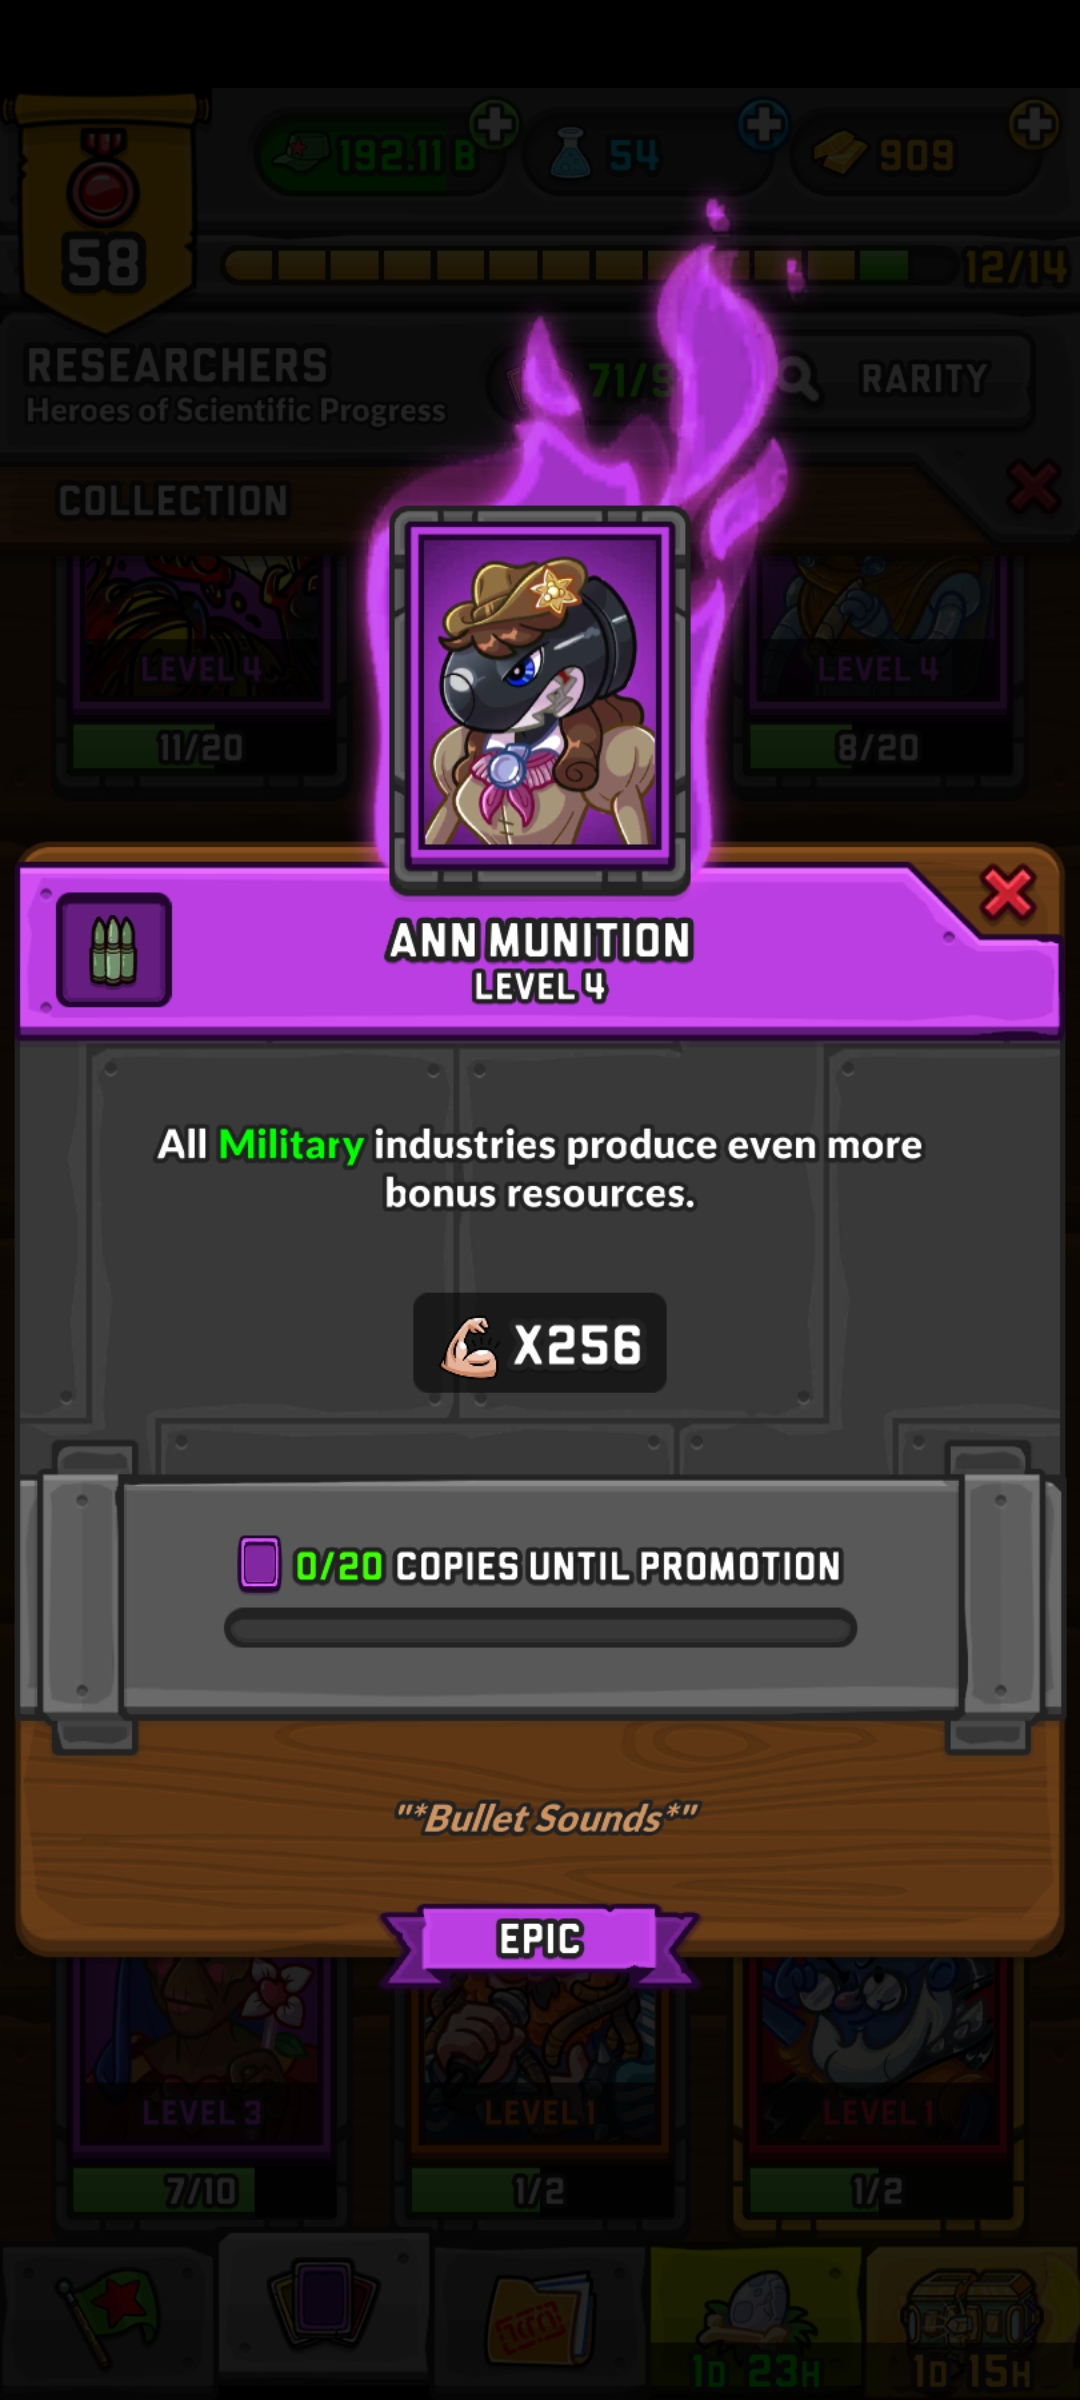 192.11 B
54
909
58
12/14
RESEARCHERS
Heroes of Scientific Progress
RARITY
COLLECTION
LEVEL 4
LEVEL 4
11/20
8/20
ANN MUNITION
LEVEL 4
All Military industries produce even more
bonus resources.
X256
0/20 COPIES UNTIL PROMOTION
"*Bullet Sounds*"
EPIC
LEVEL 3
LEVEL 1
LEVEL 1
7/10
1/2
1/2
1D 23H
1D 15H